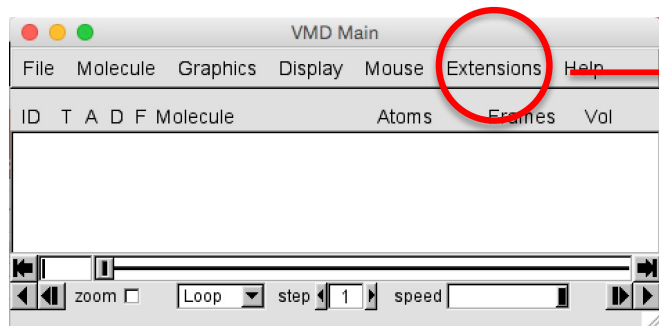 VMD Main
File Molecule Graphics Display Mouse Extensions Help
ID T A D F Molecule Atoms Frames Vol
zoom Loop step 1 speed